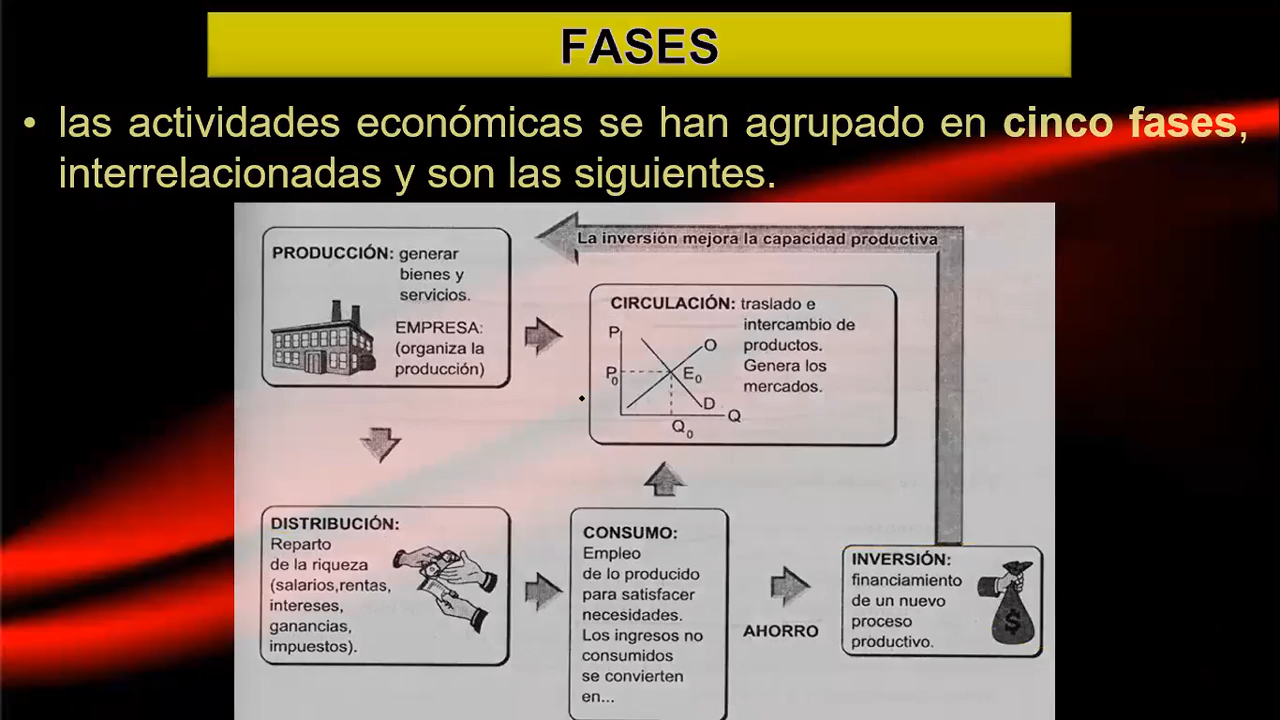 FASES
• las actividades económicas se han agrupado en cinco fases,
interrelacionadas y son las siguientes.
La inversión mejora la capacidad productiva
PRODUCCIÓN: generar
bienes y
servicios.
EMPRESA:
(organiza la
producción)
CIRCULACIÓN: traslado e
intercambio de
productos.
Genera los
mercados.
P
O
P0
E0
D
Q
Q0
DISTRIBUCIÓN:
Reparto
de la riqueza
(salarios,rentas,
intereses,
ganancias,
impuestos).
CONSUMO:
Empleo
de lo producido
para satisfacer
necesidades.
Los ingresos no
consumidos
se convierten
en...
AHORRO
INVERSIÓN:
financiamiento
de un nuevo
proceso
productivo.
$